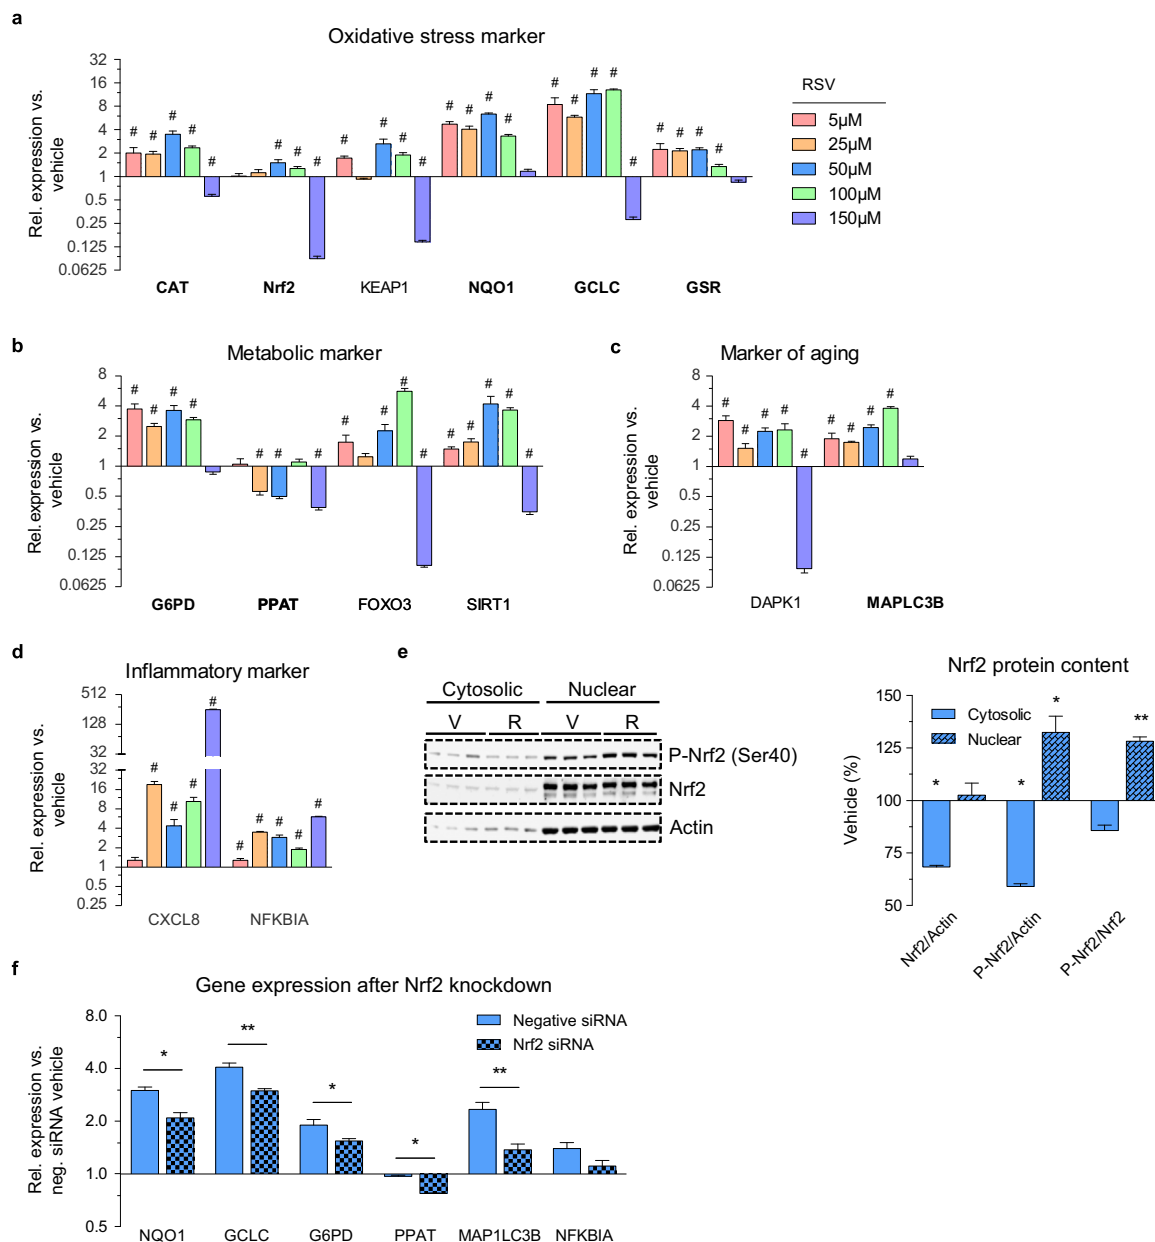 a
Oxidative stress marker
Rel. expression vs.
vehicle
32
16
8
4
2
1
0.5
0.25
0.125
0.0625
# # # # #
# # #
# # # #
# # # #
# # # # #
# # # #
CAT Nrf2 KEAP1 NQO1 GCLC GSR
RSV
5µM
25µM
50µM
100µM
150µM
b
Metabolic marker
Rel. expression vs.
vehicle
8
4
2
1
0.5
0.25
0.125
0.0625
# # # #
# # #
# # # #
# # # # #
G6PD PPAT FOXO3 SIRT1
c
Marker of aging
Rel. expression vs.
vehicle
8
4
2
1
0.5
0.25
0.125
0.0625
# # # # #
# # # #
DAPK1 MAPLC3B
d
Inflammatory marker
Rel. expression vs.
vehicle
512
128
32
32
16
8
4
2
1
0.5
0.25
# # # #
# # # # #
CXCL8 NFKBIA
e
Cytosolic Nuclear
V R V R
P-Nrf2 (Ser40)
Nrf2
Actin
Nrf2 protein content
Vehicle (%)
150
125
100
75
50
Cytosolic
Nuclear
* * * **
Nrf2/Actin
P-Nrf2/Actin
P-Nrf2/Nrf2
f
Gene expression after Nrf2 knockdown
Rel. expression vs.
neg. siRNA vehicle
8.0
4.0
2.0
1.0
0.5
Negative siRNA
Nrf2 siRNA
* ** * * **
NQO1 GCLC G6PD PPAT MAP1LC3B NFKBIA